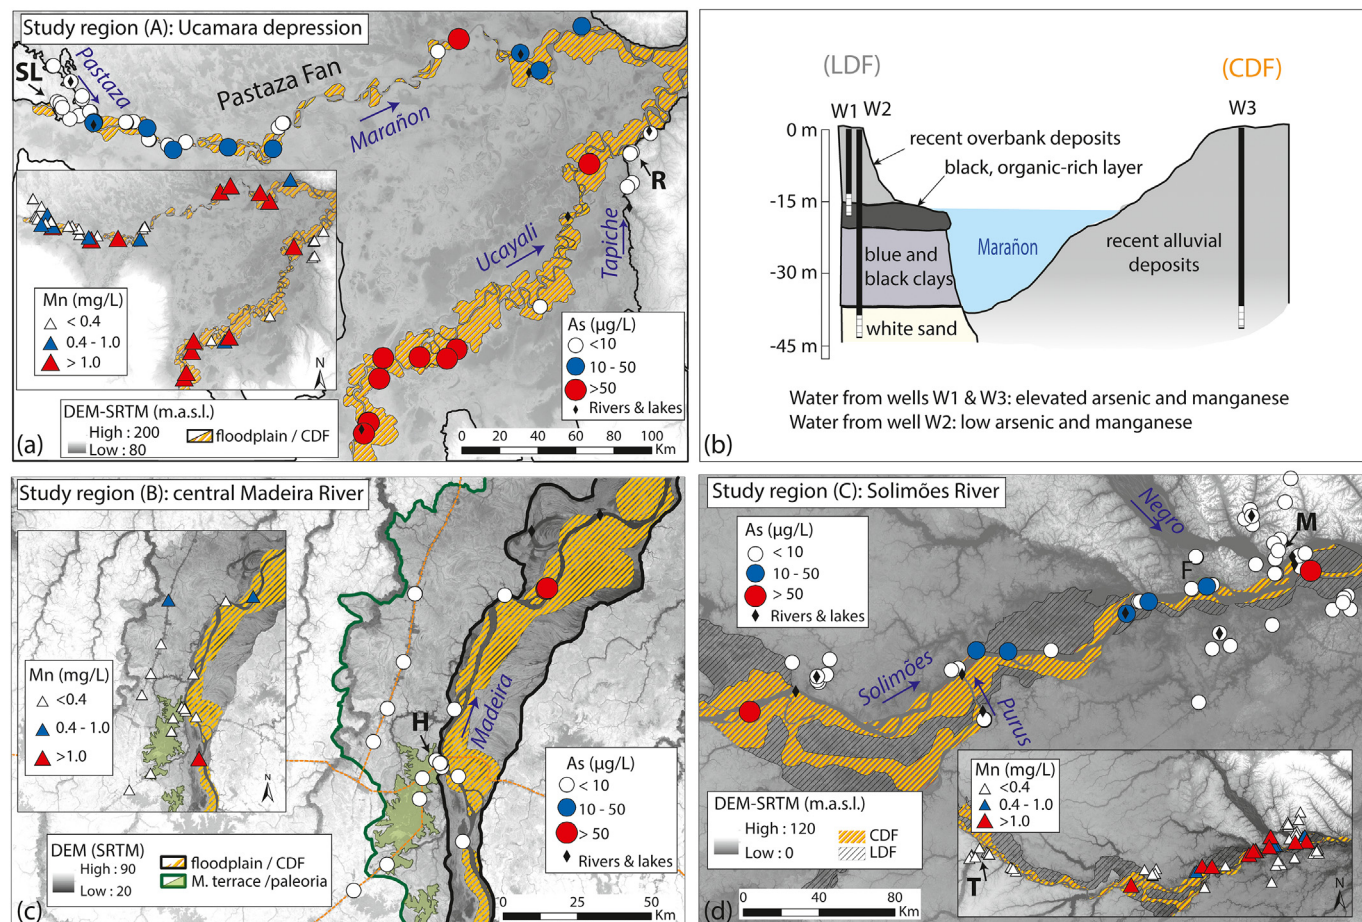 Study region (A): Ucamara depression
SL
Pastaza
Pastaza Fan
Marañon
R
Ucayali
Tapiche
Mn (mg/L)
< 0.4
0.4 - 1.0
> 1.0
N
As (µg/L)
<10
10 - 50
>50
Rivers & lakes
DEM-SRTM (m.a.s.l.)
High : 200
Low : 80
floodplain / CDF
0 20 40 60 80 100
Km
(a)
(LDF)
(CDF)
W1 W2
W3
0 m
-15 m
-30 m
-45 m
recent overbank deposits
black, organic-rich layer
blue and
black clays
white sand
Marañon
recent alluvial
deposits
Water from wells W1 & W3: elevated arsenic and manganese
Water from well W2: low arsenic and manganese
(b)
Study region (B): central Madeira River
Mn (mg/L)
<0.4
0.4 - 1.0
>1.0
N
H
Madeira
As (µg/L)
< 10
10 - 50
> 50
Rivers & lakes
DEM (SRTM)
High : 90
Low : 20
floodplain / CDF
M. terrace /paleoria
0 25 50
Km
(c)
Study region (C): Solimões River
As (µg/L)
< 10
10 - 50
> 50
Rivers & lakes
Negro
M
F
Solimões
Purus
DEM-SRTM (m.a.s.l.)
High : 120
Low : 0
CDF
LDF
Mn (mg/L)
<0.4
0.4 - 1.0
>1.0
T
N
0 40 80
Km
(d)